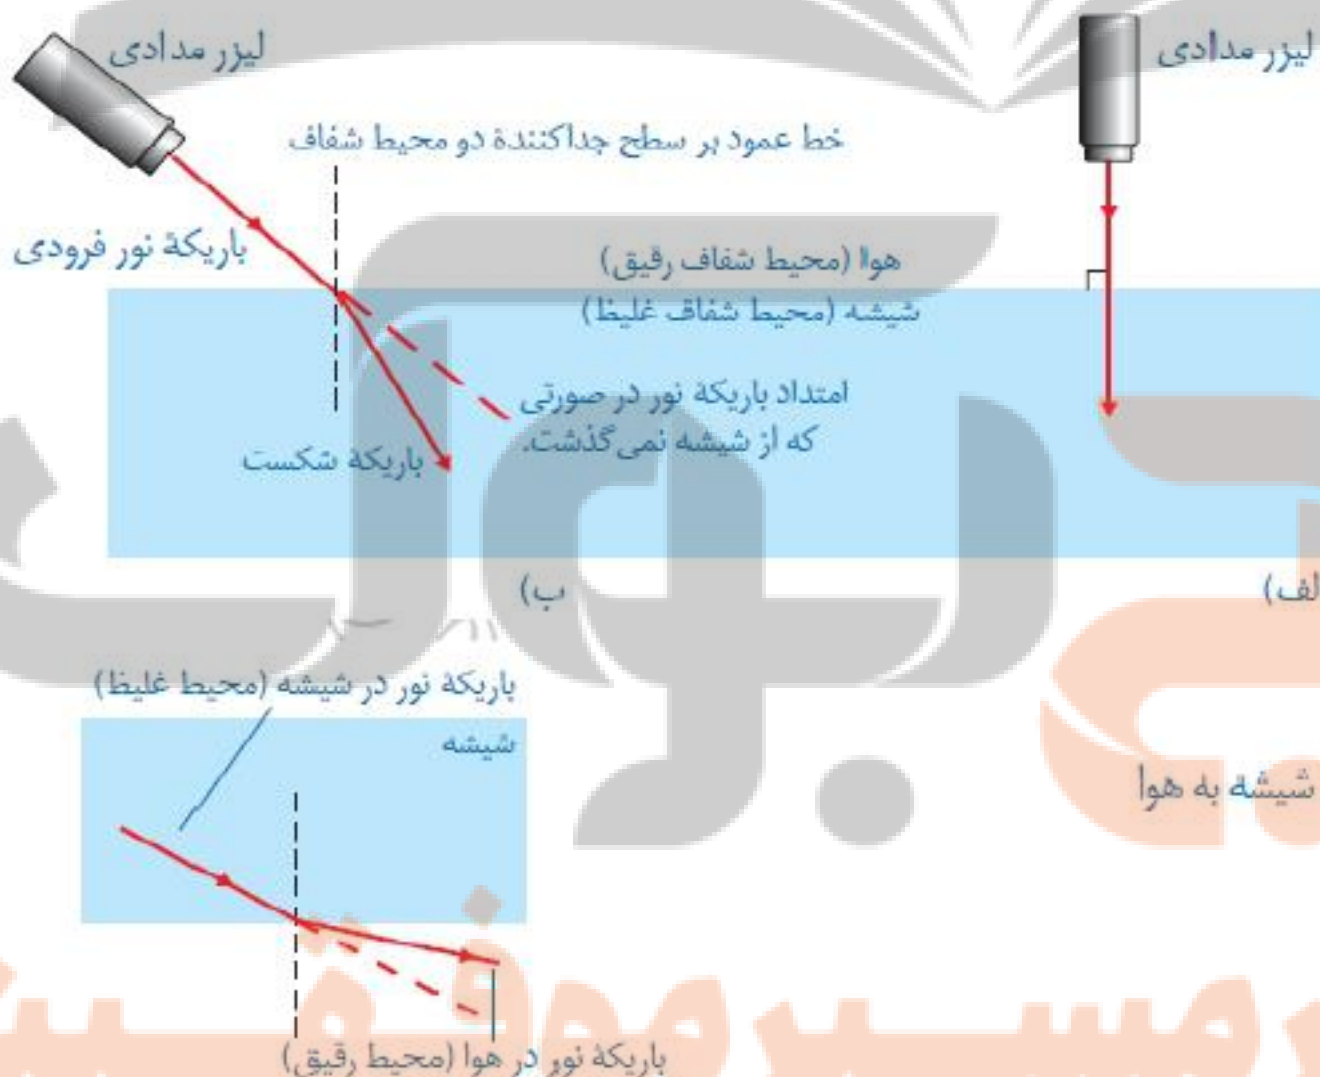 لیزر مدادی
لیزر مدادی
خط عمود بر سطح جداکنندهٔ دو محیط شفاف
باریکهٔ نور فرودی
هوا (محیط شفاف رقیق)
شیشه (محیط شفاف غلیظ)
امتداد باریکهٔ نور در صورتی
که از شیشه نمی‌گذشت.
باریکهٔ شکست
لف)
ب)
باریکهٔ نور در شیشه (محیط غلیظ)
شیشه
شیشه به هوا
باریکهٔ نور در هوا (محیط رقیق)